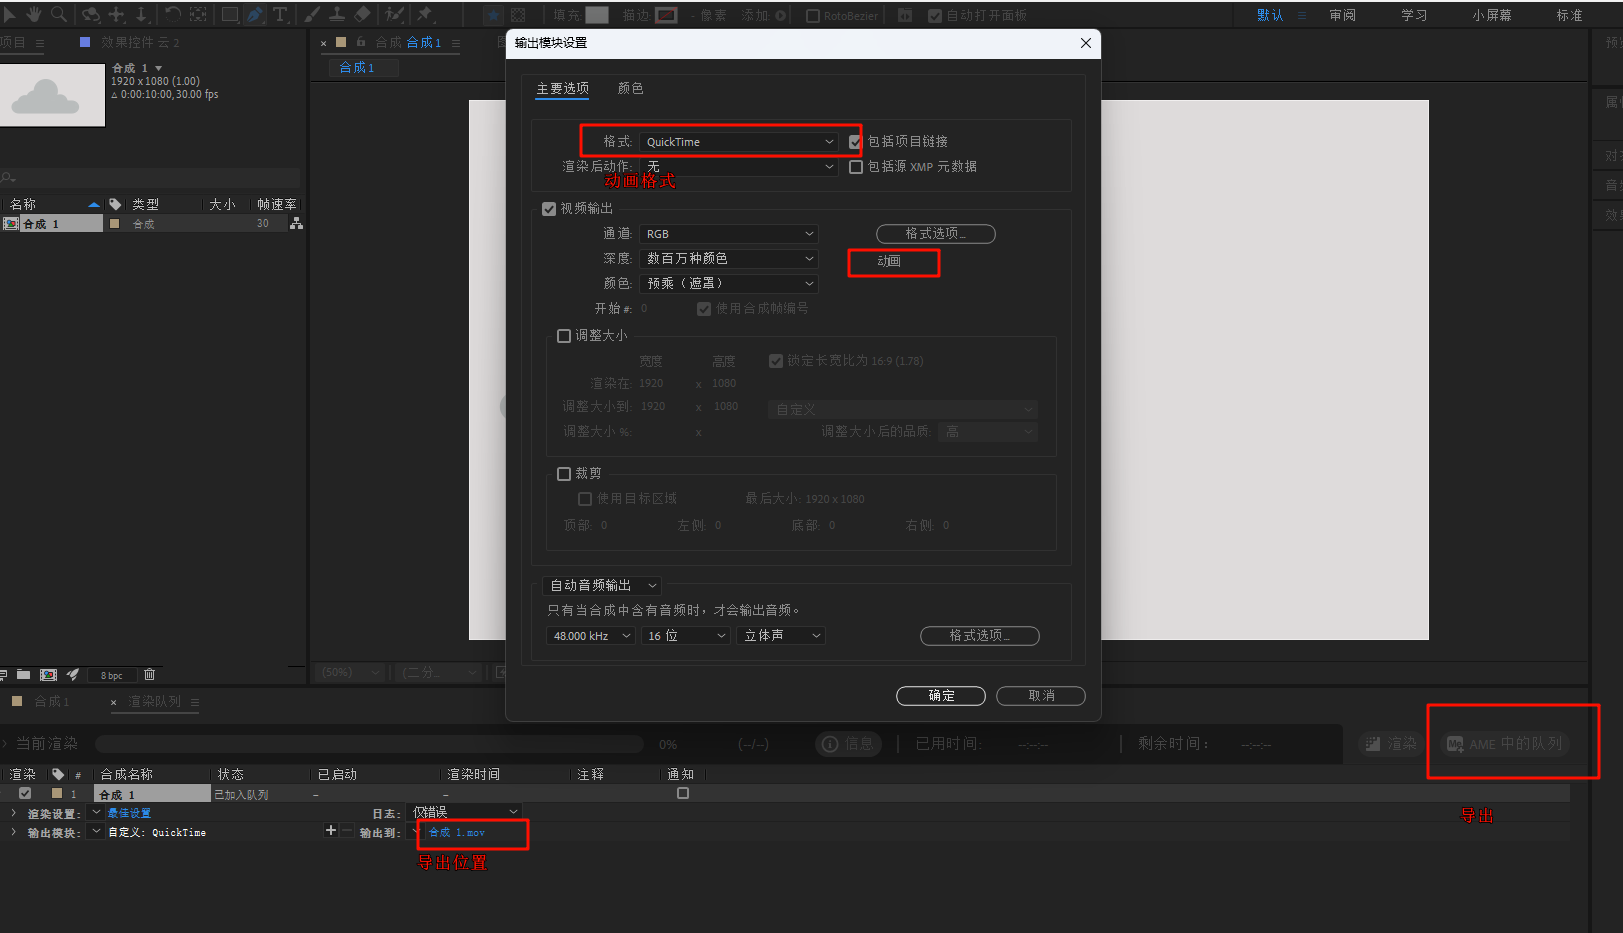 填充: 描边: - 像素 添加: RotoBezier 自动打开面板 默认 审阅 学习 小屏幕 标准
项目 效果控件 云 2
合成 合成 1
合成 1
合成 1
1920 x 1080 (1.00)
△ 0:00:10:00, 30.00 fps
名称 类型 大小 帧速率
合成 1 合成 30
8 bpc
(50%) (二分...
输出模块设置
主要选项 颜色
格式: QuickTime 包括项目链接
渲染后动作: 无 包括源 XMP 元数据
动画格式
视频输出
通道: RGB 格式选项...
深度: 数百万种颜色 动画
颜色: 预乘（遮罩）
开始 #: 0 使用合成帧编号
调整大小
宽度 高度 锁定长宽比为 16:9 (1.78)
渲染在: 1920 x 1080
调整大小到: 1920 x 1080 自定义
调整大小 %: x 调整大小后的品质: 高
裁剪
使用目标区域 最后大小: 1920 x 1080
顶部: 0 左侧: 0 底部: 0 右侧: 0
自动音频输出
只有当合成中含有音频时，才会输出音频。
48.000 kHz 16 位 立体声 格式选项...
确定 取消
合成 1 渲染队列
当前渲染 0% (--/--) 信息 已用时间: --:--:-- 剩余时间: --:--:-- 渲染 AME 中的队列
渲染 # 合成名称 状态 已启动 渲染时间 注释 通知
1 合成 1 已加入队列 – –
渲染设置: 最佳设置 日志: 仅错误
输出模块: 自定义: QuickTime 输出到: 合成 1.mov
导出
导出位置